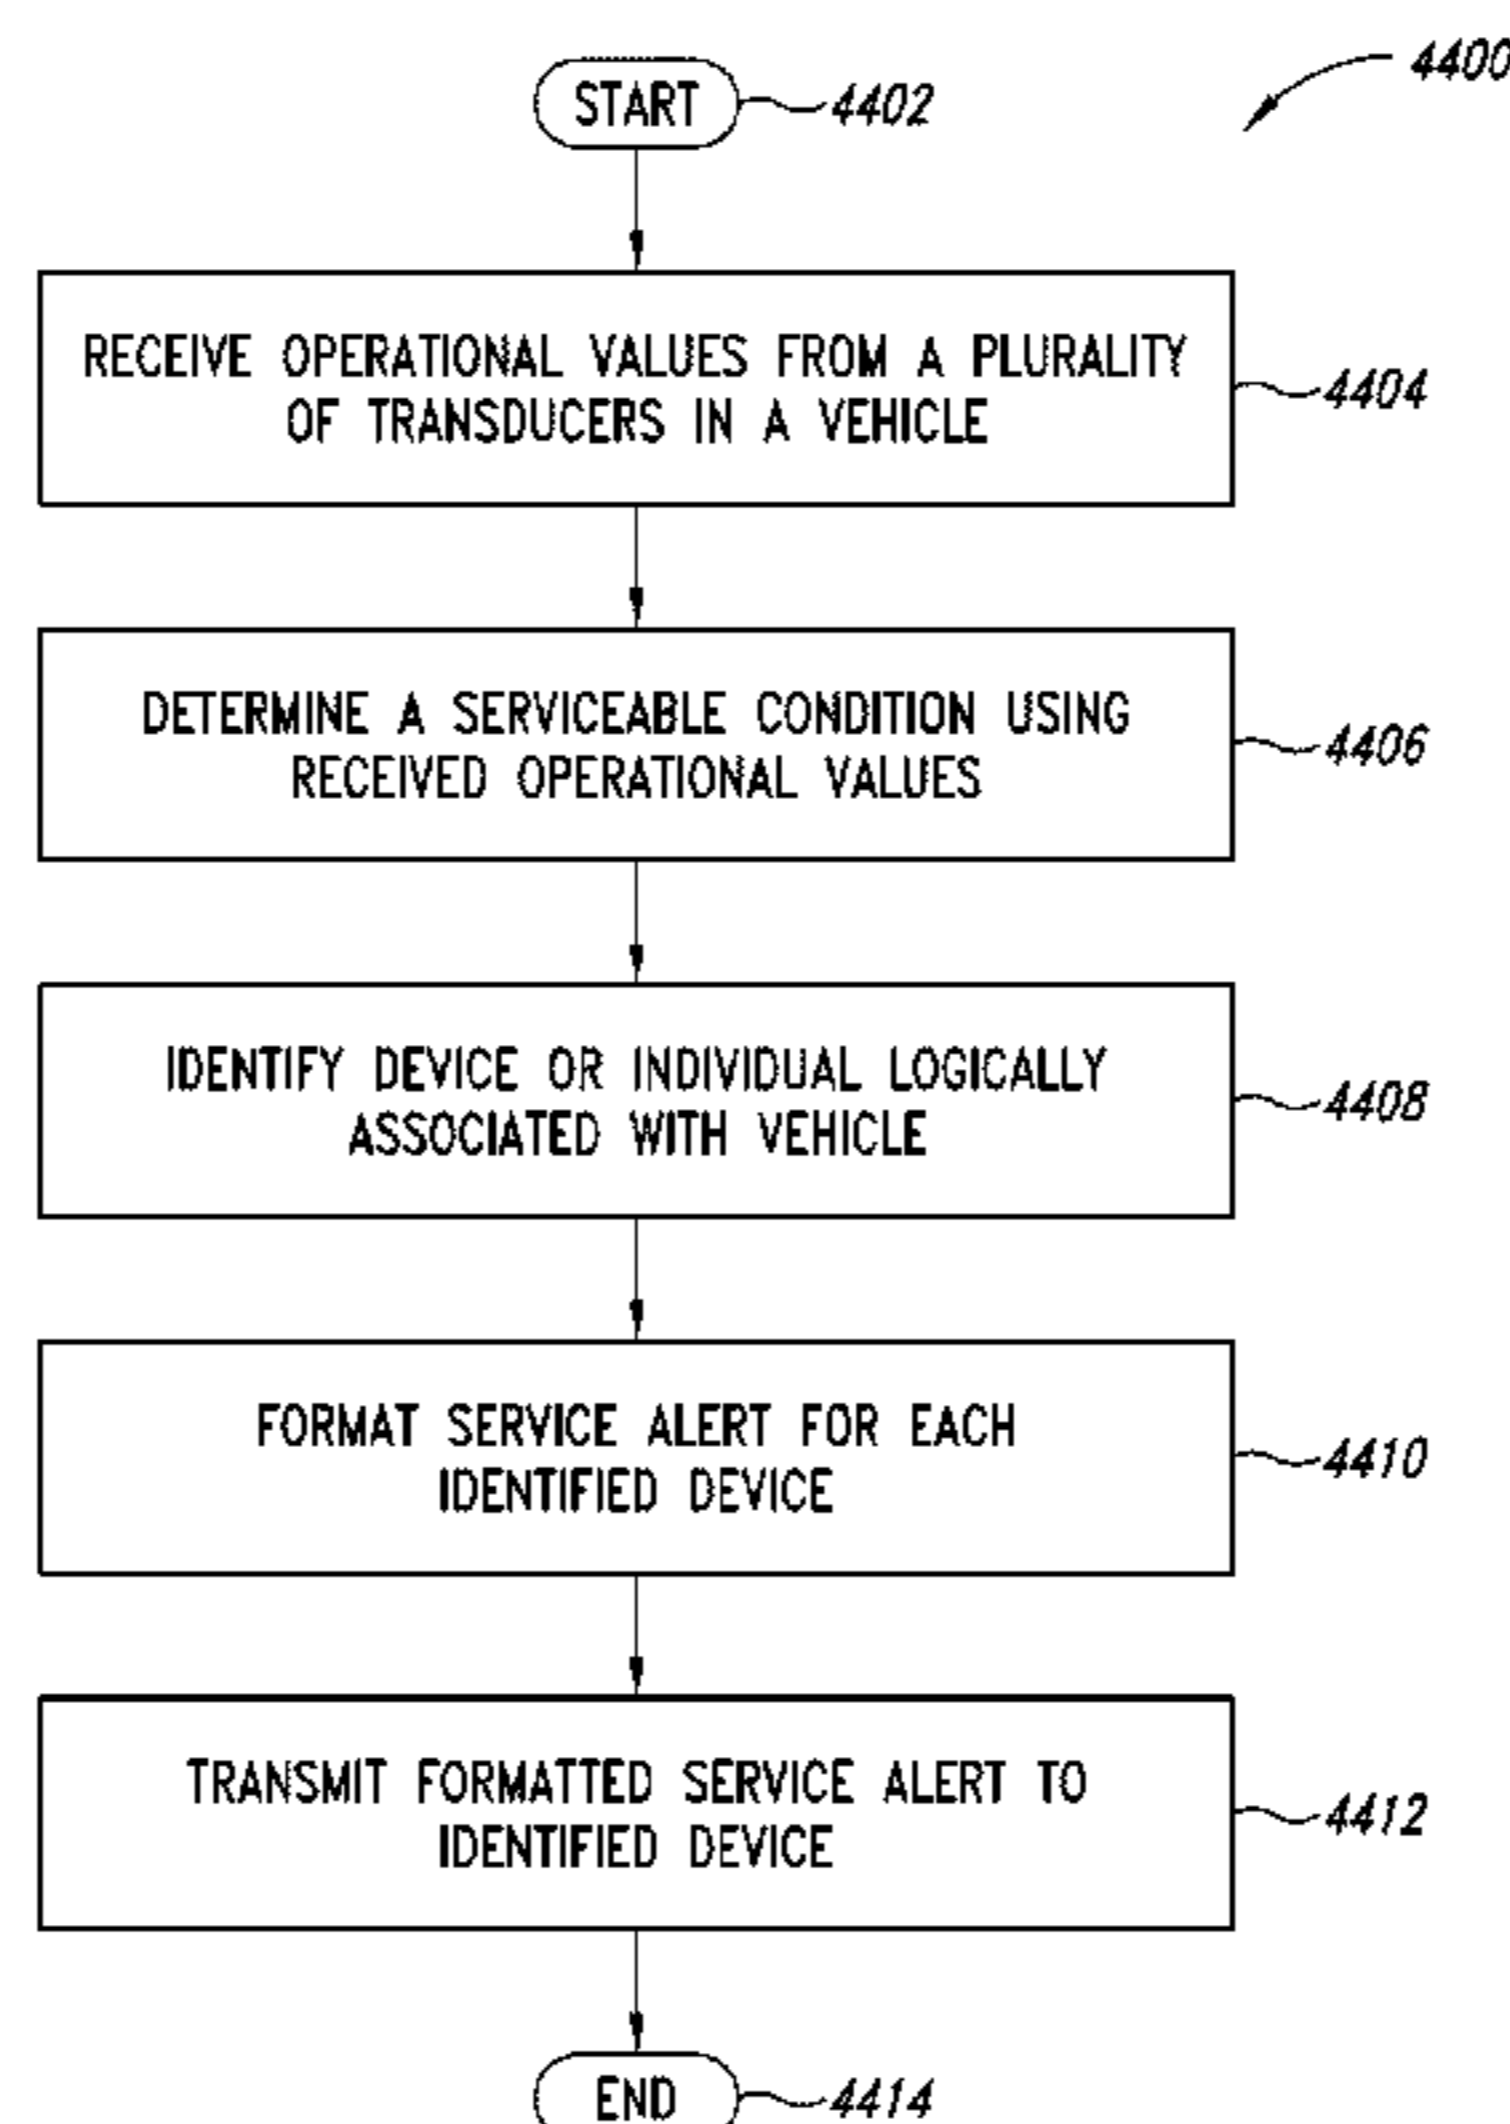 4400
START
4402
RECEIVE OPERATIONAL VALUES FROM A PLURALITY
OF TRANSDUCERS IN A VEHICLE
4404
DETERMINE A SERVICEABLE CONDITION USING
RECEIVED OPERATIONAL VALUES
4406
IDENTIFY DEVICE OR INDIVIDUAL LOGICALLY
ASSOCIATED WITH VEHICLE
4408
FORMAT SERVICE ALERT FOR EACH
IDENTIFIED DEVICE
4410
TRANSMIT FORMATTED SERVICE ALERT TO
IDENTIFIED DEVICE
4412
END
4414